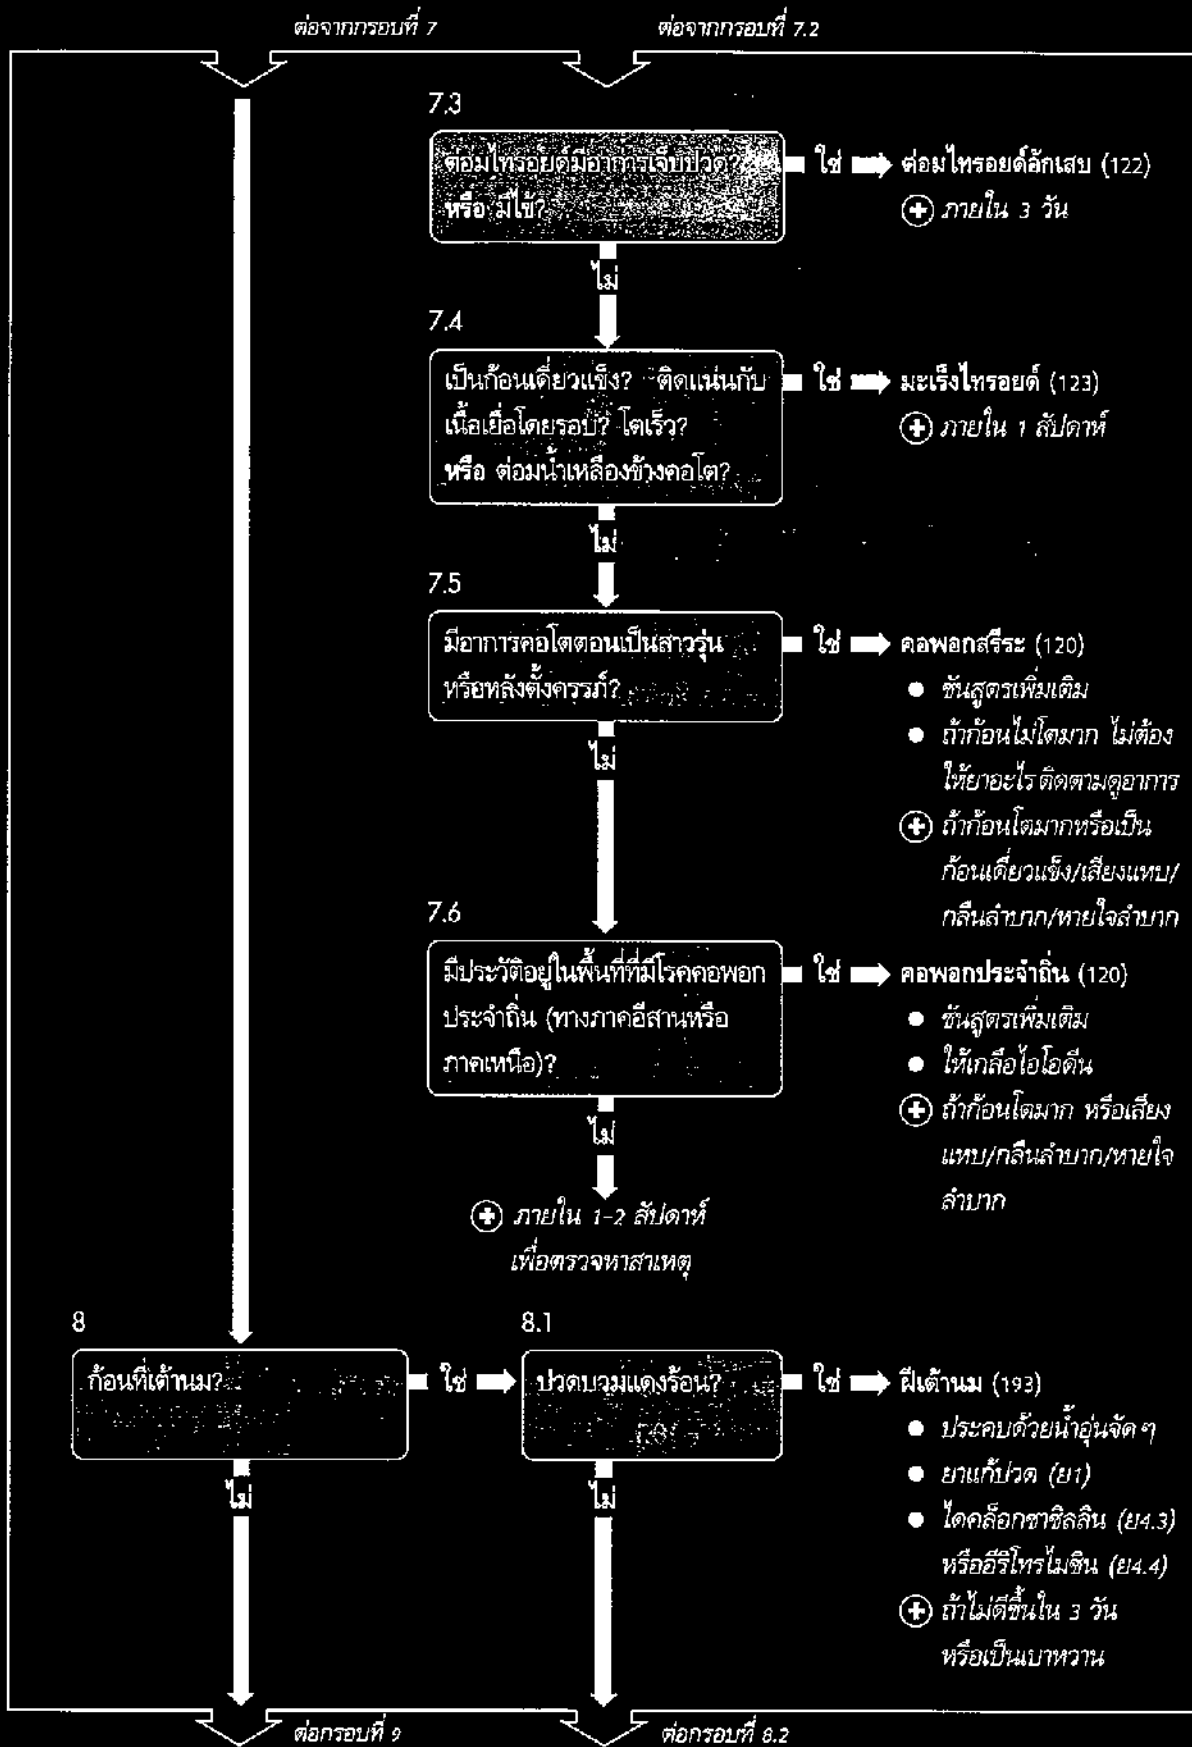 ต่อจากกรอบที่ 7
ต่อจากกรอบที่ 7.2
7.3
ต่อมไทรอยด์มีอาการเจ็บปวด?
หรือ มีไข้?
ใช่
ต่อมไทรอยด์อักเสบ (122)
ภายใน 3 วัน
ไม่
7.4
เป็นก้อนเดี่ยวแข็ง? ติดแน่นกับ
เนื้อเยื่อโดยรอบ? โตเร็ว?
หรือ ต่อมน้ำเหลืองข้างคอโต?
ใช่
มะเร็งไทรอยด์ (123)
ภายใน 1 สัปดาห์
ไม่
7.5
มีอาการคอโตตอนเป็นสาวรุ่น
หรือหลังตั้งครรภ์?
ใช่
คอพอกสรีระ (120)
ชันสูตรเพิ่มเติม
ถ้าก้อนไม่โตมาก ไม่ต้อง
ให้ยาอะไร ติดตามดูอาการ
ถ้าก้อนโตมากหรือเป็น
ก้อนเดี่ยวแข็ง/เสียงแหบ/
กลืนลำบาก/หายใจลำบาก
ไม่
7.6
มีประวัติอยู่ในพื้นที่ที่มีโรคคอพอก
ประจำถิ่น (ทางภาคอีสานหรือ
ภาคเหนือ)?
ใช่
คอพอกประจำถิ่น (120)
ชันสูตรเพิ่มเติม
ให้เกลือไอโอดีน
ถ้าก้อนโตมาก หรือเสียง
แหบ/กลืนลำบาก/หายใจ
ลำบาก
ไม่
ภายใน 1-2 สัปดาห์
เพื่อตรวจหาสาเหตุ
8
ก้อนที่เต้านม?
ใช่
8.1
ปวดบวมแดงร้อน?
ใช่
ฝีเต้านม (193)
ประคบด้วยน้ำอุ่นจัดๆ
ยาแก้ปวด (ย1)
ไดคล็อกซาซิลลิน (ย4.3)
หรืออีริโทรไมซิน (ย4.4)
ถ้าไม่ดีขึ้นใน 3 วัน
หรือเป็นเบาหวาน
ไม่
ไม่
ต่อกรอบที่ 9
ต่อกรอบที่ 8.2